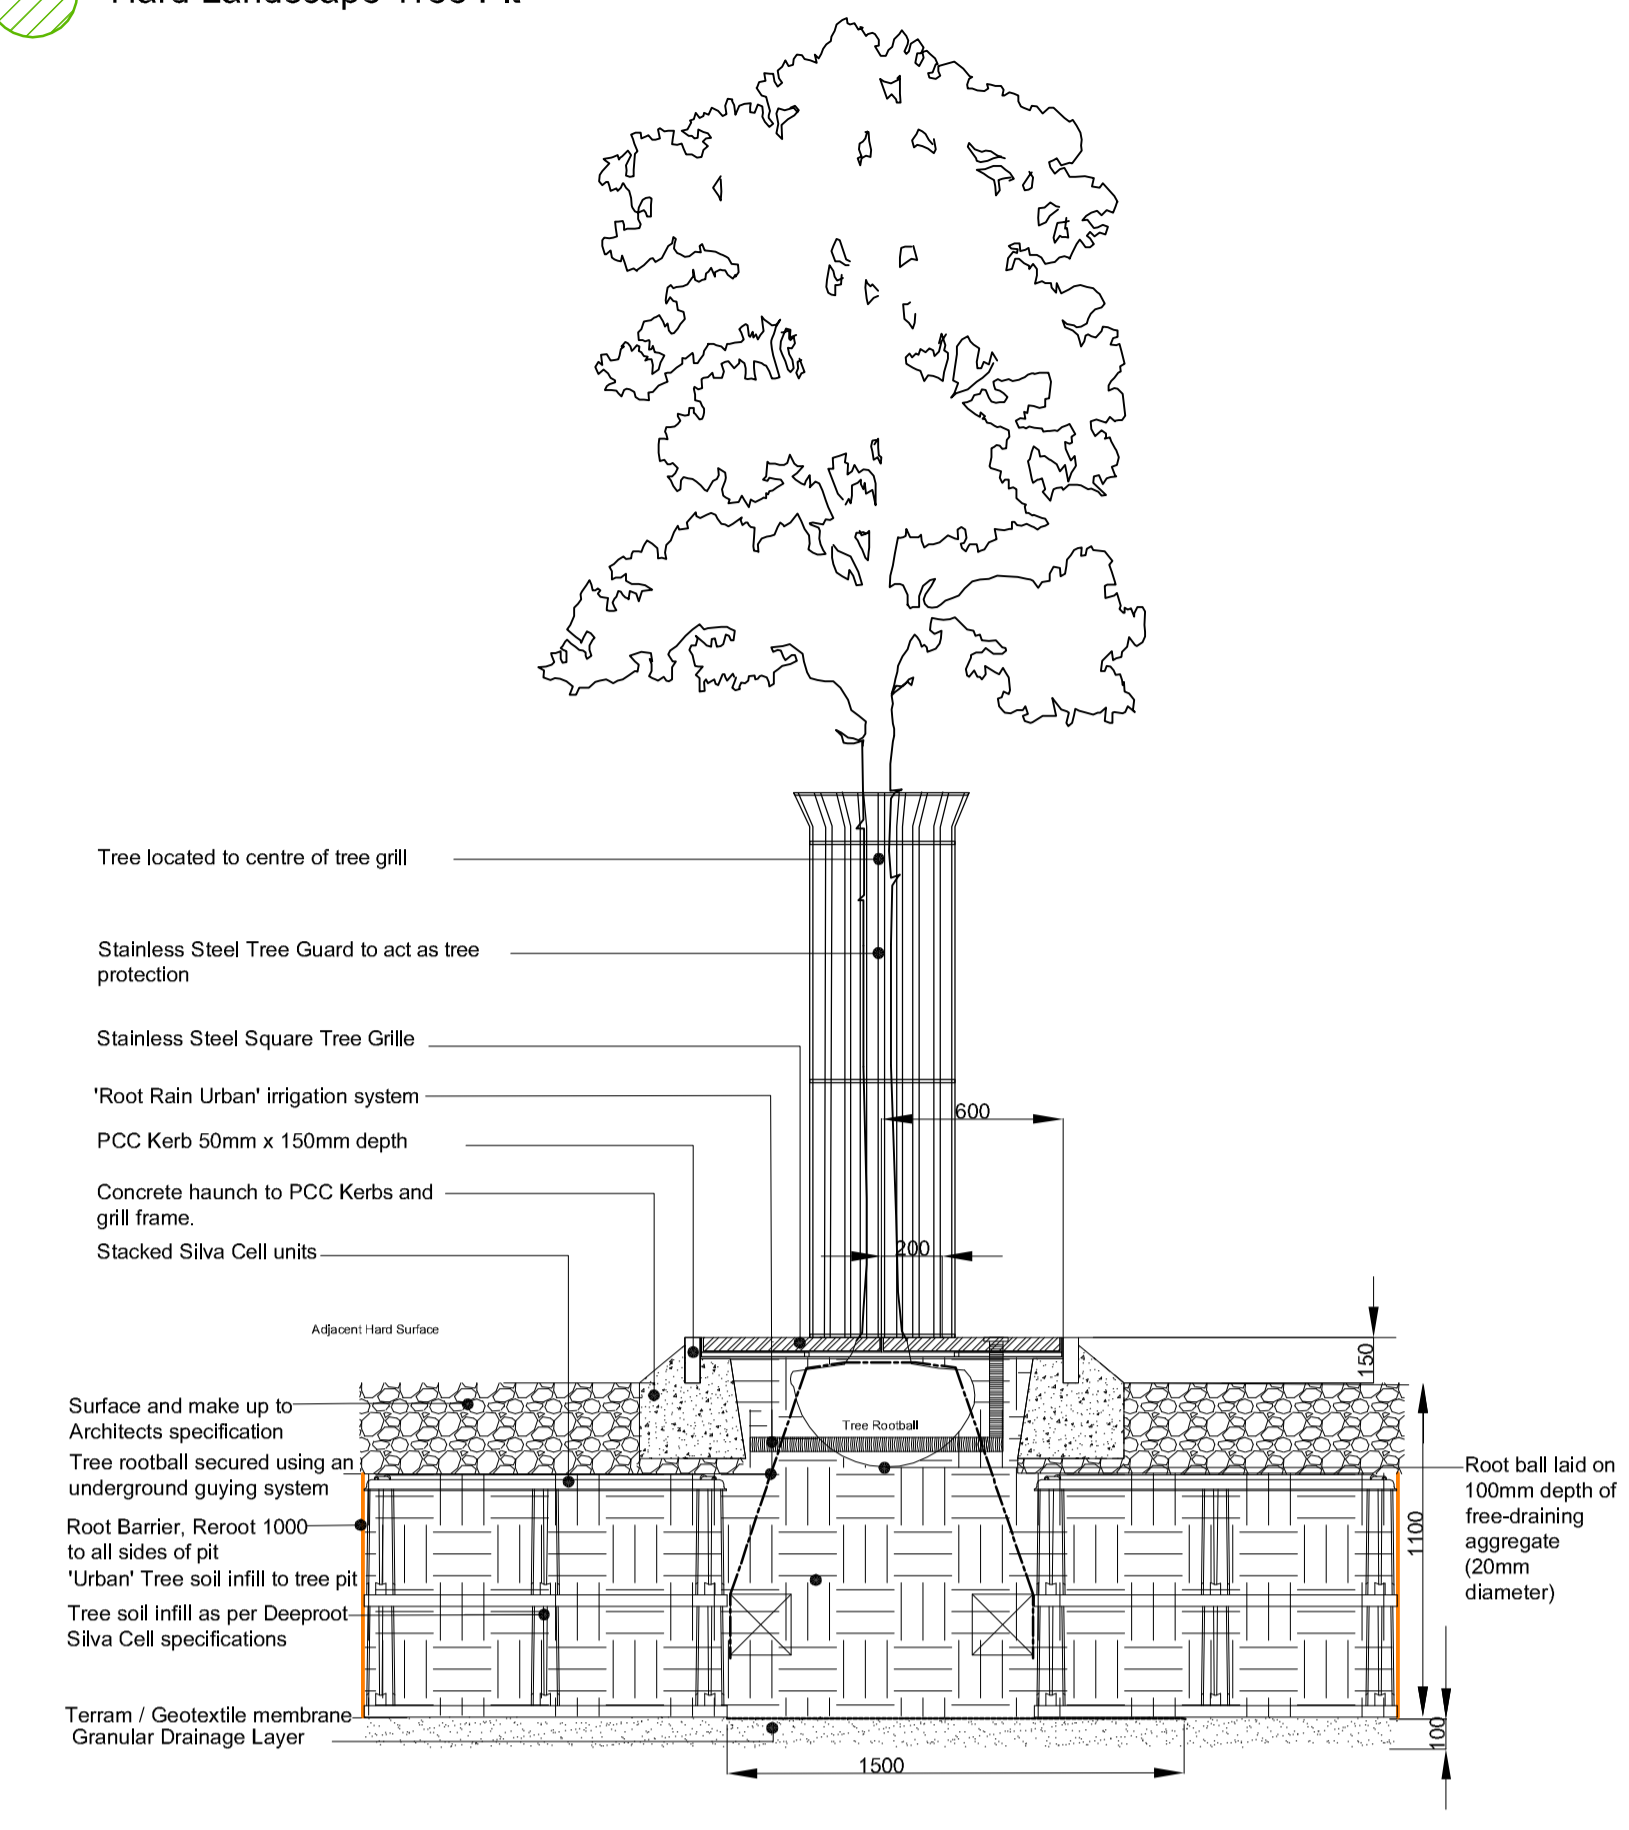 Hard Landscape Tree Pit
Tree located to centre of tree grill
Stainless Steel Tree Guard to act as tree
protection
Stainless Steel Square Tree Grille
'Root Rain Urban' irrigation system
PCC Kerb 50mm x 150mm depth
Concrete haunch to PCC Kerbs and
grill frame.
Stacked Silva Cell units
Adjacent Hard Surface
Surface and make up to
Architects specification
Tree rootball secured using an
underground guying system
Root Barrier, Reroot 1000
to all sides of pit
'Urban' Tree soil infill to tree pit
Tree soil infill as per Deeproot
Silva Cell specifications
Terram / Geotextile membrane
Granular Drainage Layer
600
200
150
Tree Rootball
Root ball laid on
100mm depth of
free-draining
aggregate
(20mm
diameter)
1100
100
1500